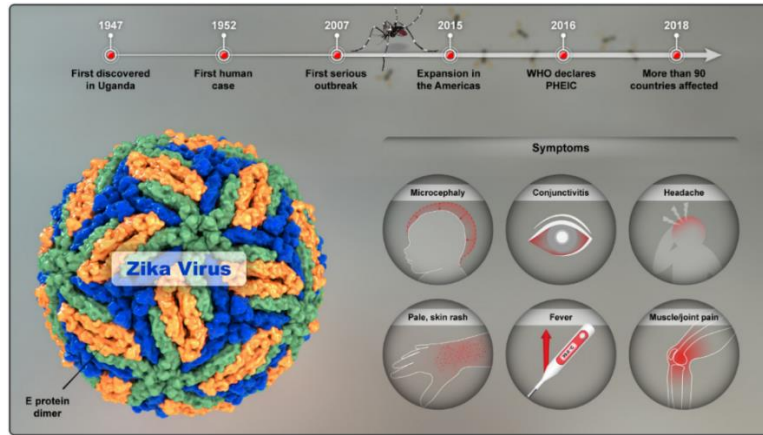 1947 1952 2007 2015 2016 2018
First discovered
in Uganda
First human
case
First serious
outbreak
Expansion in
the Americas
WHO declares
PHEIC
More than 90
countries affected
Symptoms
Microcephaly Conjunctivitis Headache
Zika Virus
Pale, skin rash Fever Muscle/joint pain
E protein
dimer